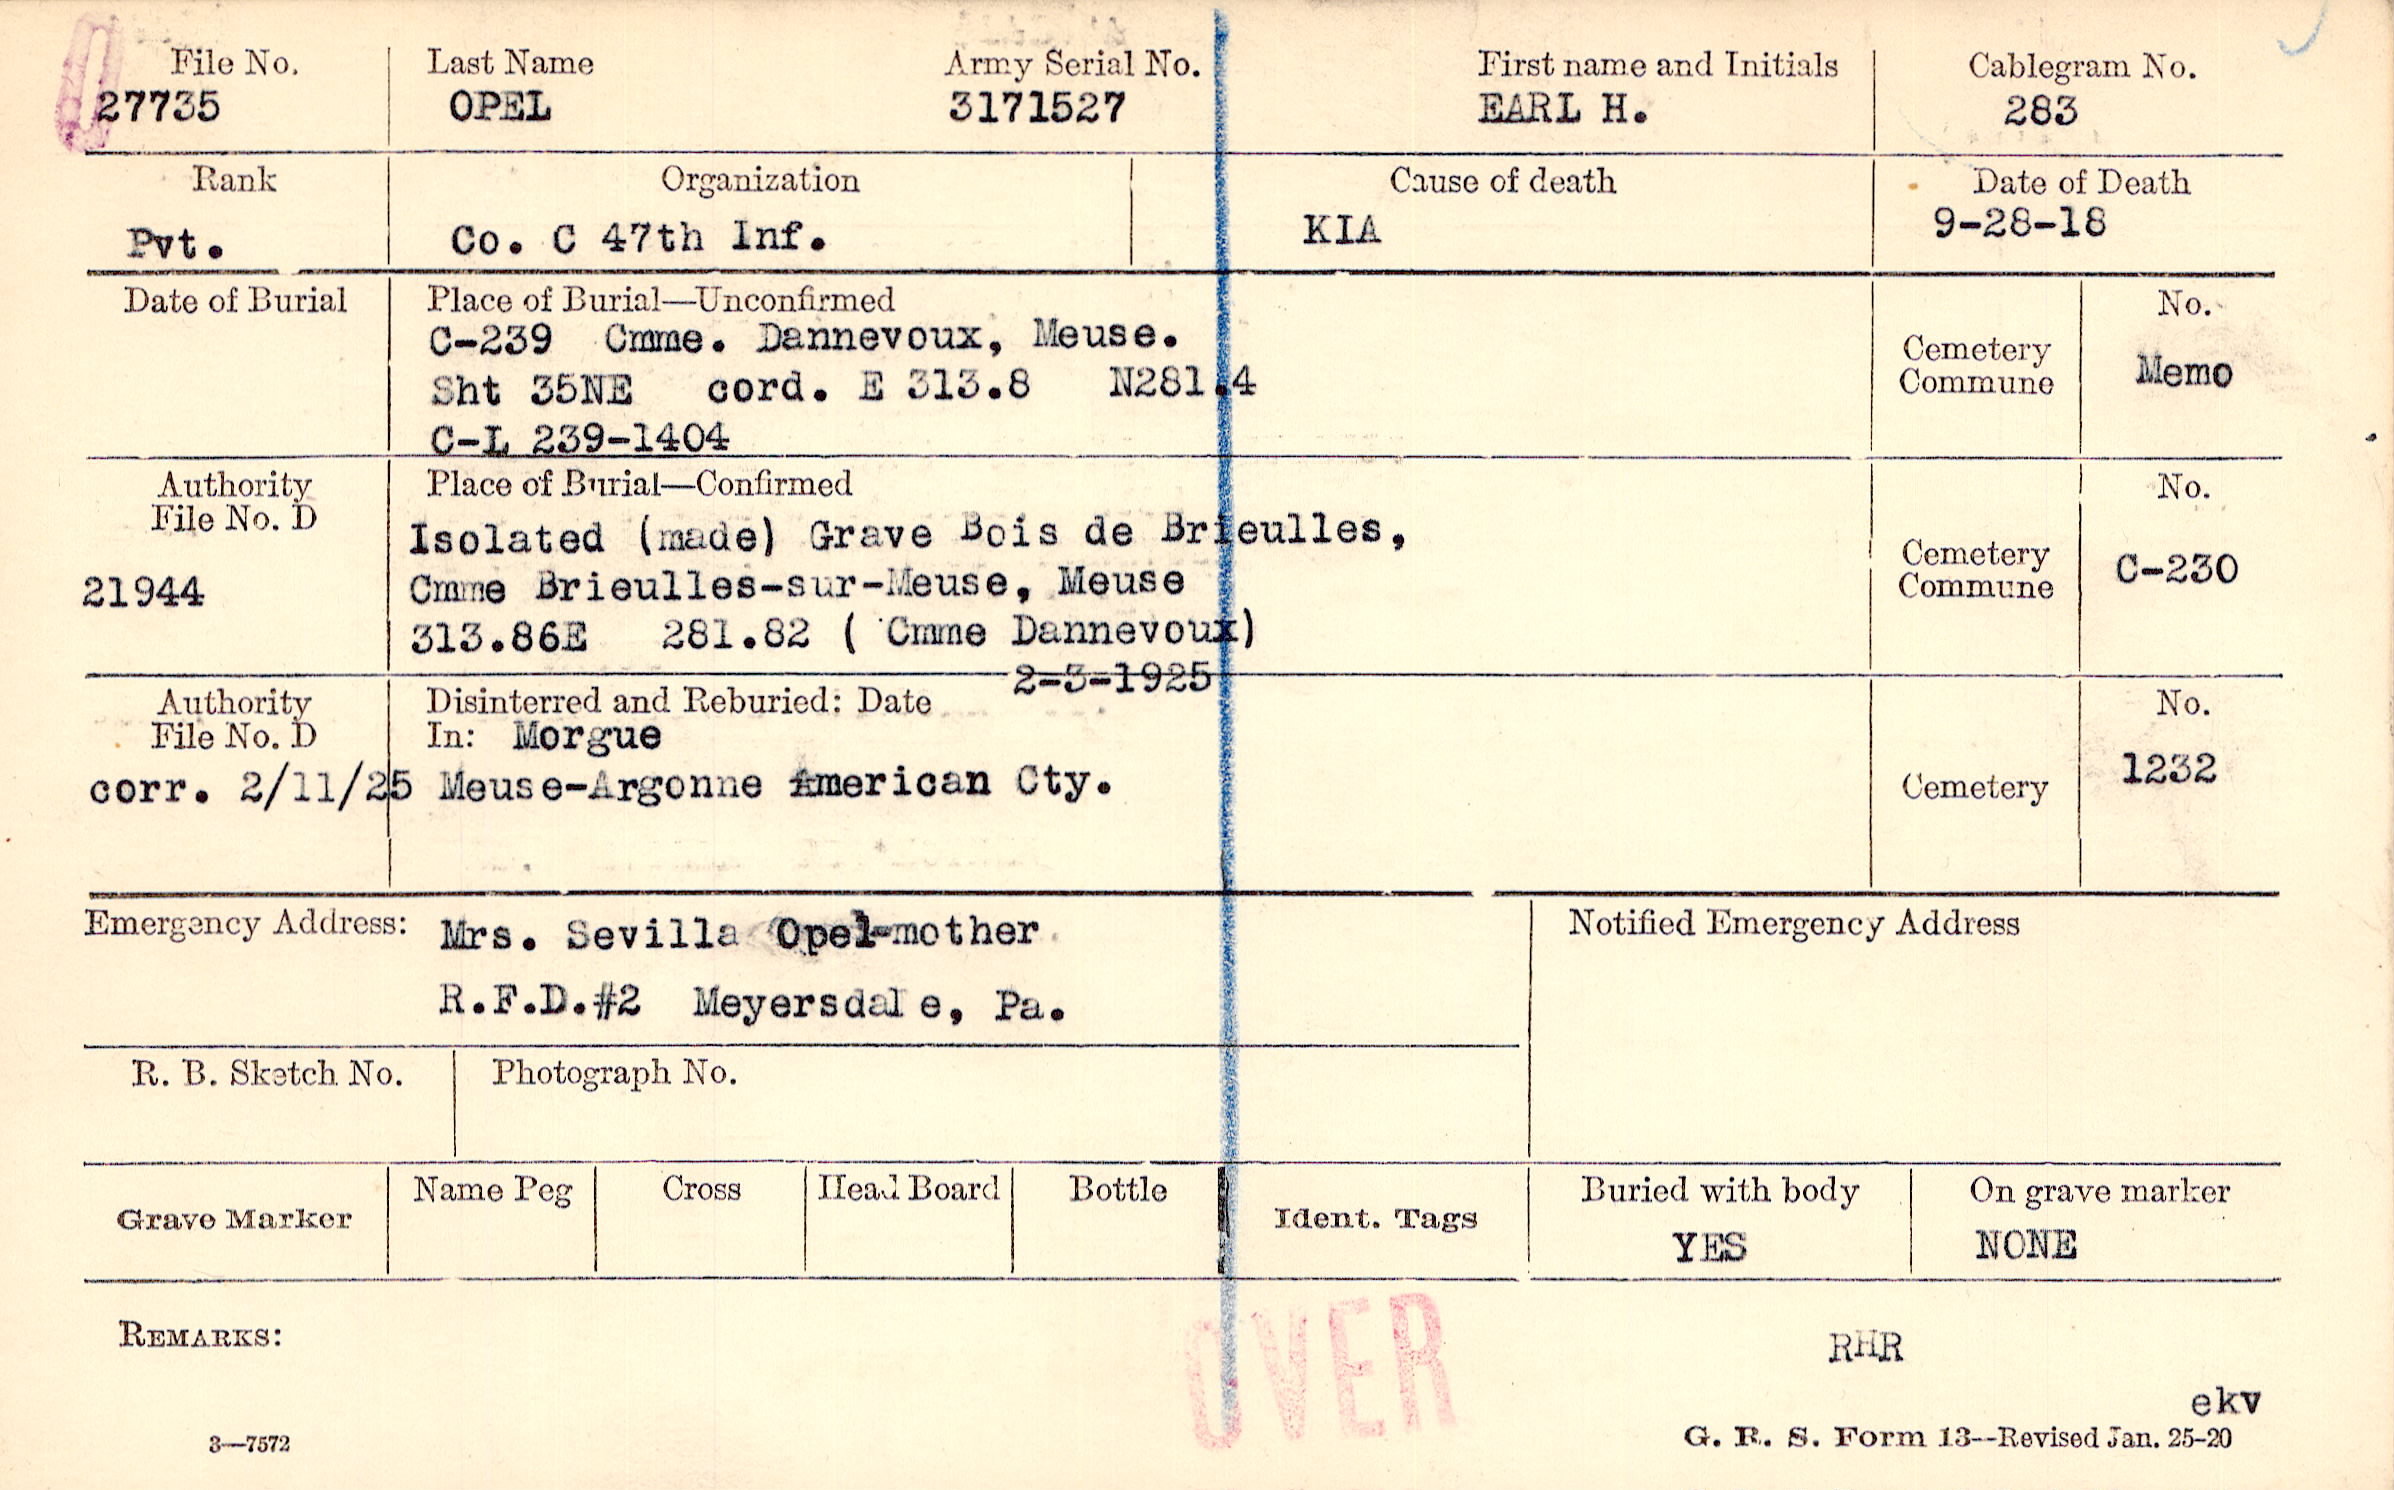 File No. Last Name Army Serial No. First name and Initials Cablegram No.
27735 OPEL 3171527 EARL H. 283
Rank Organization Cause of death Date of Death
Pvt. Co. C 47th Inf. KIA 9-28-18
Date of Burial Place of Burial—Unconfirmed No.
C-239 Cmme. Dannevoux, Meuse.
Cemetery
Commune Memo
Sht 35NE cord. E 313.8 N281.4
C-L 239-1404
Authority Place of Burial—Confirmed No.
File No. D
Isolated (made) Grave Bois de Brieulles,
Cemetery
Commune C-230
21944 Cmme Brieulles-sur-Meuse, Meuse
313.86E 281.82 ( Cmme Dannevoux)
2-3-1925
Authority Disinterred and Reburied: Date No.
File No. D In: Morgue
corr. 2/11/25 Meuse-Argonne American Cty. Cemetery 1232
Emergency Address: Mrs. Sevilla Opel-mother Notified Emergency Address
R.F.D.#2 Meyersdale, Pa.
R. B. Sketch No. Photograph No.
Grave Marker Name Peg Cross Head Board Bottle Ident. Tags Buried with body On grave marker
YES NONE
REMARKS:
OVER
RHR
ekv
3—7572 G. R. S. Form 13—Revised Jan. 25-20